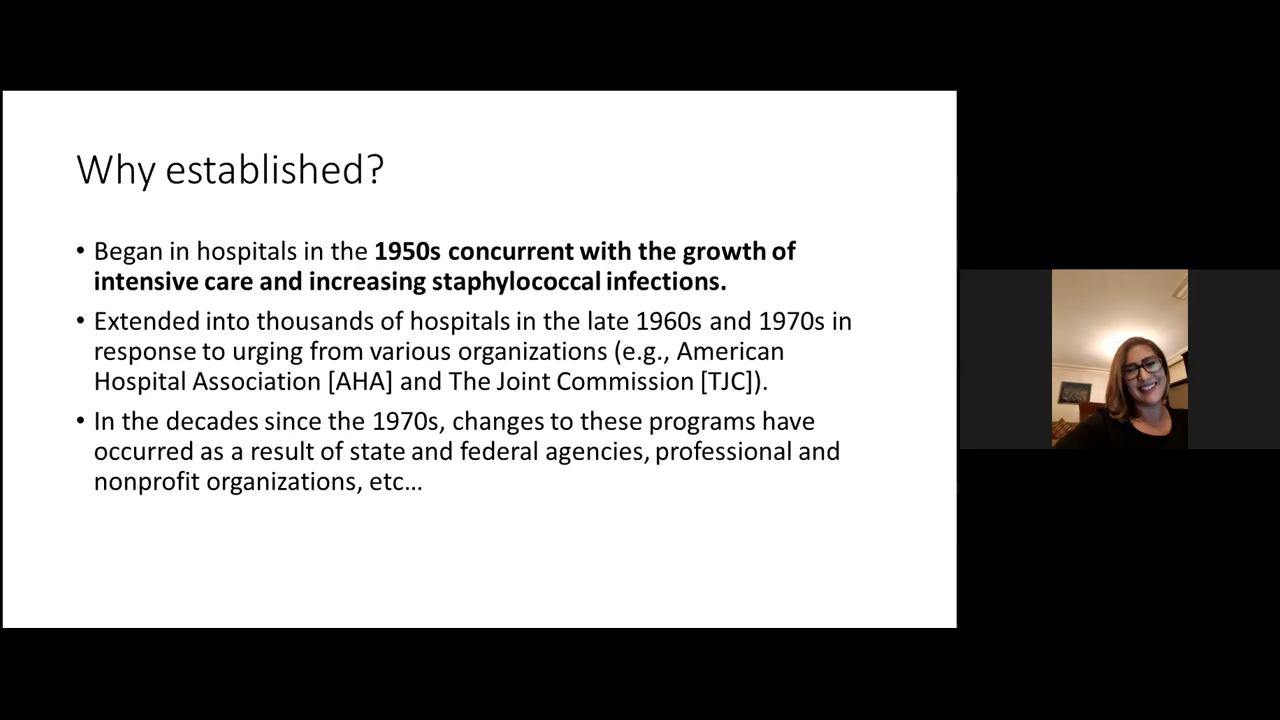 Why established?
• Began in hospitals in the 1950s concurrent with the growth of
intensive care and increasing staphylococcal infections.
• Extended into thousands of hospitals in the late 1960s and 1970s in
response to urging from various organizations (e.g., American
Hospital Association [AHA] and The Joint Commission [TJC]).
• In the decades since the 1970s, changes to these programs have
occurred as a result of state and federal agencies, professional and
nonprofit organizations, etc…